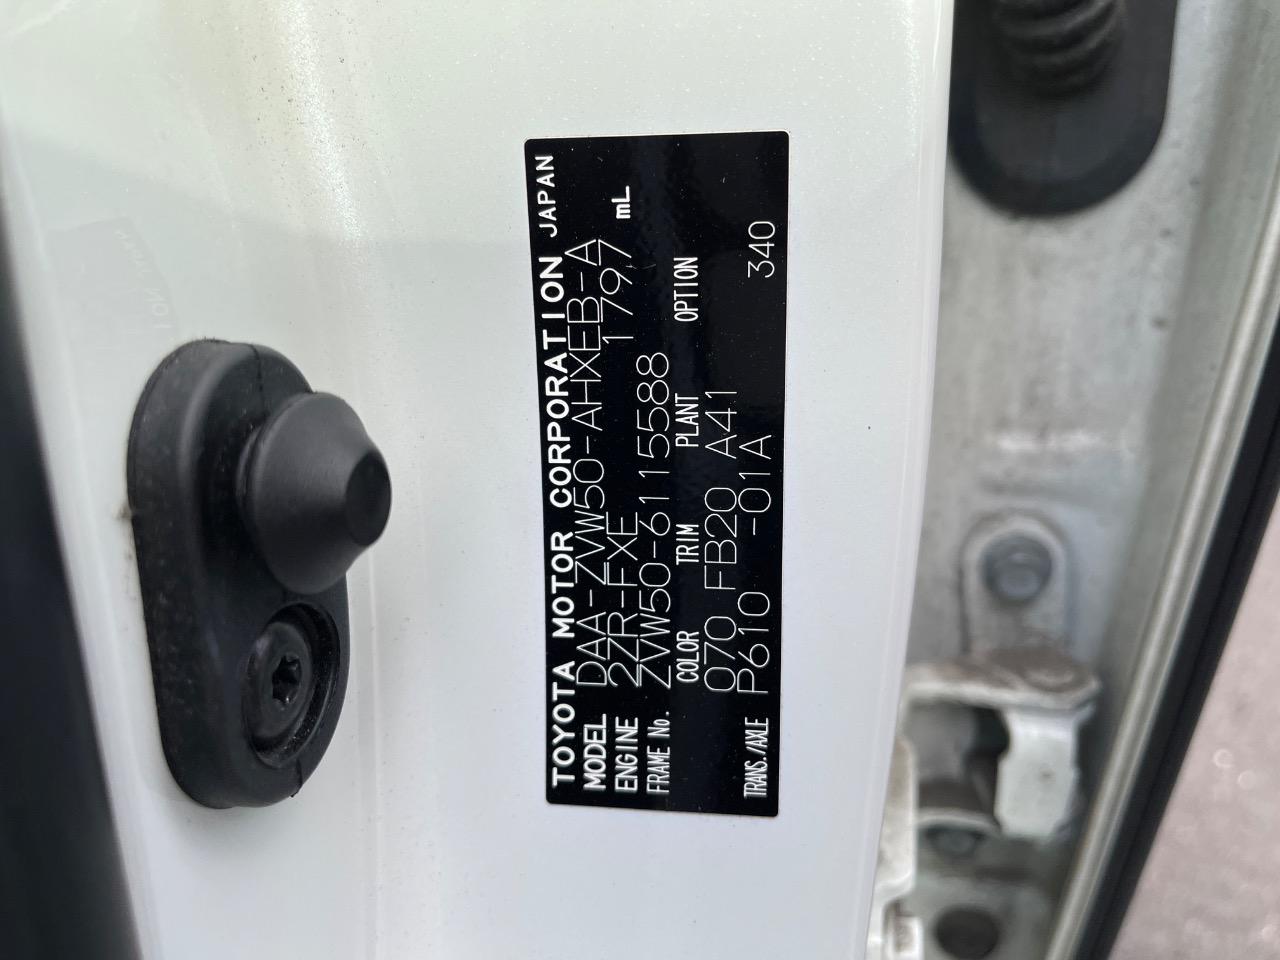 TOYOTA MOTOR CORPORATION JAPAN
MODEL DAA-ZVW50-AHXEB-A
ENGINE 2ZR-FXE 1797 mL
FRAME No. ZVW50-6115588
COLOR TRIM PLANT OPTION
070 FB20 A41
TRANS./AXLE P610 -01A 340